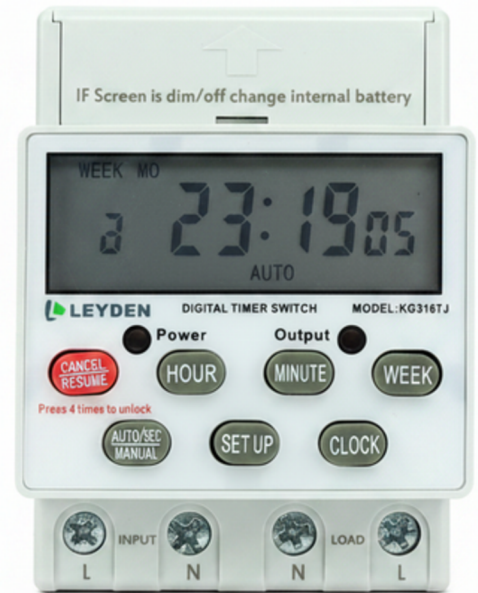 IF Screen is dim/off change internal battery
WEEK MO
a 23:19 05
AUTO
LEYDEN DIGITAL TIMER SWITCH MODEL:KG316TJ
Power Output
CANCEL/RESUME HOUR MINUTE WEEK
Press 4 times to unlock
AUTO/SEC
MANUAL SET UP CLOCK
INPUT LOAD
L N N L